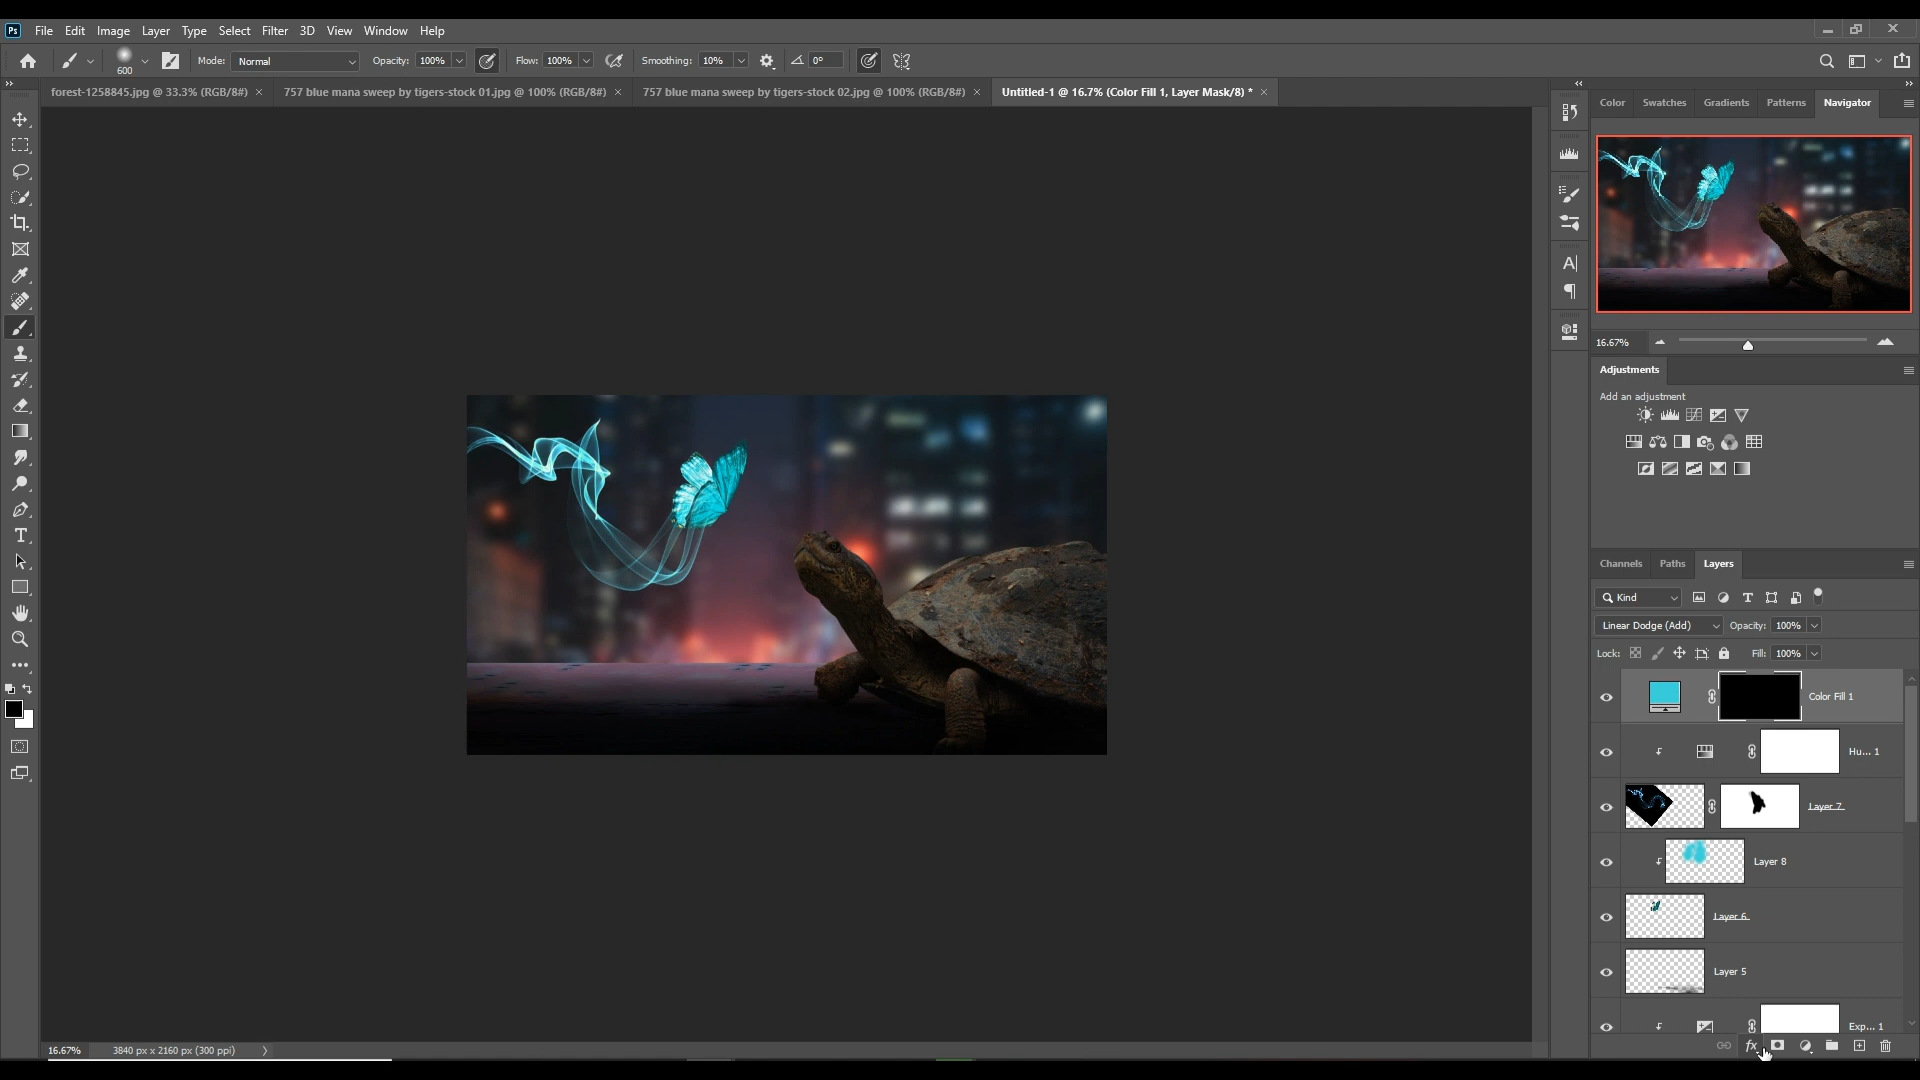 Ps File Edit Image Layer Type Select Filter 3D View Window Help
600 Mode: Normal Opacity: 100% Flow: 100% Smoothing: 10% 0°
forest-1258845.jpg @ 33.3% (RGB/8#) × 757 blue mana sweep by tigers-stock 01.jpg @ 100% (RGB/8#) × 757 blue mana sweep by tigers-stock 02.jpg @ 100% (RGB/8#) × Untitled-1 @ 16.7% (Color Fill 1, Layer Mask/8) * ×
Color Swatches Gradients Patterns Navigator
16.67%
Adjustments
Add an adjustment
Channels Paths Layers
Kind
Linear Dodge (Add) Opacity: 100%
Lock: Fill: 100%
Color Fill 1
Hu... 1
Layer 7
Layer 8
Layer 6
Layer 5
Exp... 1
fx
16.67% 3840 px x 2160 px (300 ppi)